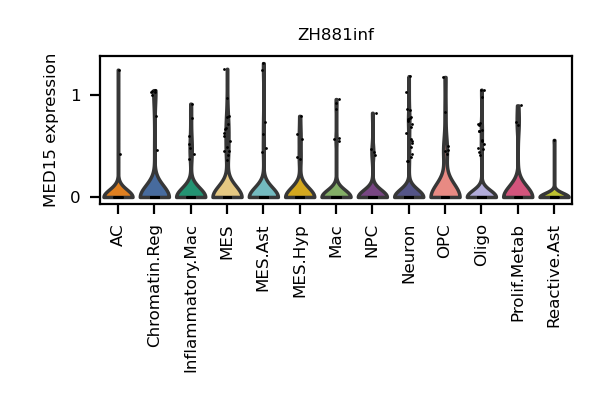 ZH881inf
MED15 expression
1
0
AC
Chromatin.Reg
Inflammatory.Mac
MES
MES.Ast
MES.Hyp
Mac
NPC
Neuron
OPC
Oligo
Prolif.Metab
Reactive.Ast